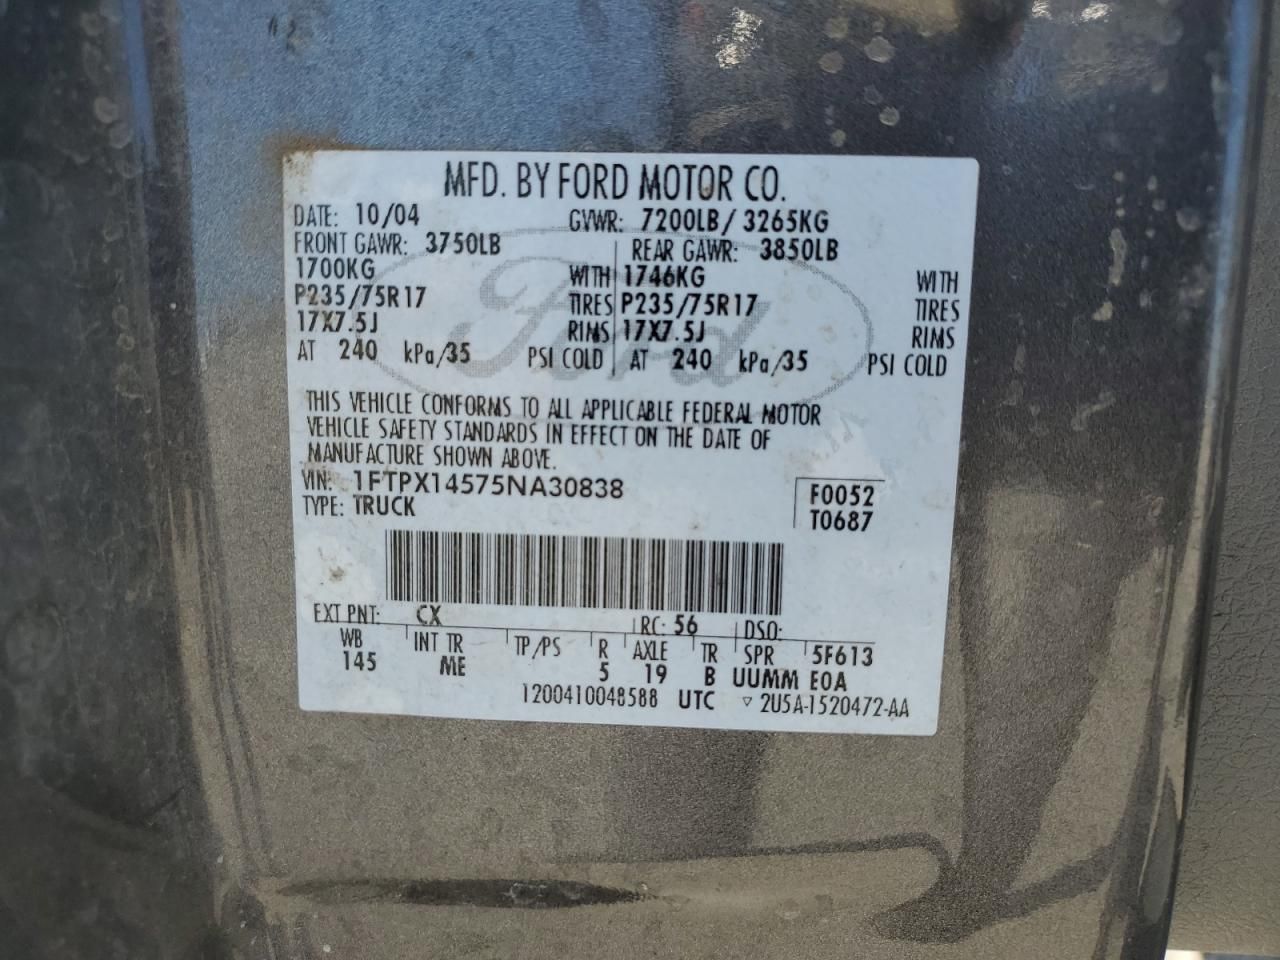 MFD. BY FORD MOTOR CO.
DATE: 10/04 GVWR: 7200LB/ 3265KG
FRONT GAWR: 3750LB REAR GAWR: 3850LB
1700KG WITH 1746KG WITH
P235/75R17 TIRES P235/75R17 TIRES
17X7.5J RIMS 17X7.5J RIMS
AT 240 kPa/35 PSI COLD AT 240 kPa/35 PSI COLD
Ford
THIS VEHICLE CONFORMS TO ALL APPLICABLE FEDERAL MOTOR
VEHICLE SAFETY STANDARDS IN EFFECT ON THE DATE OF
MANUFACTURE SHOWN ABOVE.
VIN: 1FTPX14575NA30838 F0052
TYPE: TRUCK T0687
EXT PNT: CX RC: 56 DSO:
WB INT TR TP/PS R AXLE TR SPR 5F613
145 ME 5 19 B UUMM E0A
1200410048588 UTC ▽ 2U5A-1520472-AA